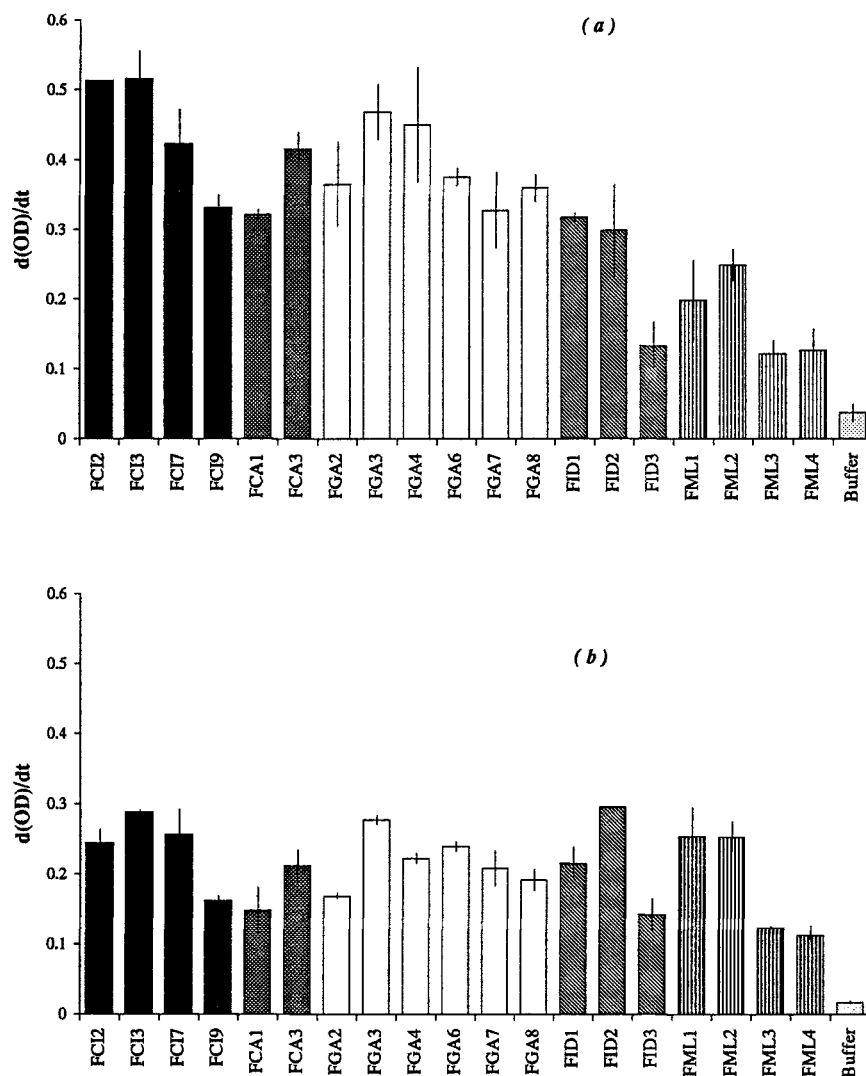 (a)
0.6
0.5
0.4
0.3
0.2
0.1
0
d(OD)/dt
FCI2
FCI3
FCI7
FCI9
FCA1
FCA3
FGA2
FGA3
FGA4
FGA6
FGA7
FGA8
FID1
FID2
FID3
FML1
FML2
FML3
FML4
Buffer
(b)
0.6
0.5
0.4
0.3
0.2
0.1
0
d(OD)/dt
FCI2
FCI3
FCI7
FCI9
FCA1
FCA3
FGA2
FGA3
FGA4
FGA6
FGA7
FGA8
FID1
FID2
FID3
FML1
FML2
FML3
FML4
Buffer